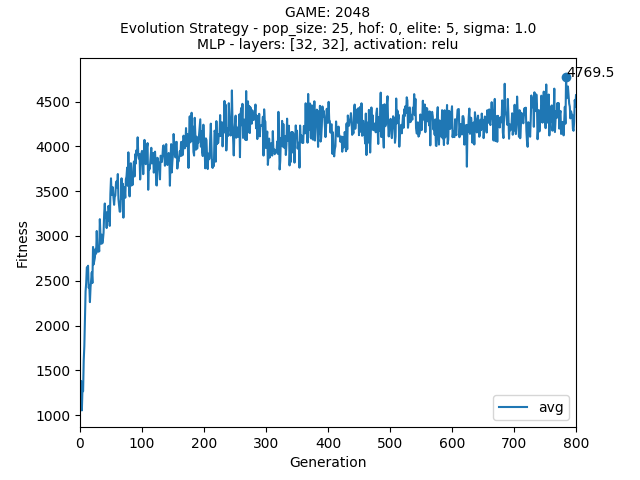 GAME: 2048
Evolution Strategy - pop_size: 25, hof: 0, elite: 5, sigma: 1.0
MLP - layers: [32, 32], activation: relu
4769.5
4500
4000
3500
3000
2500
2000
1500
1000
Fitness
avg
0 100 200 300 400 500 600 700 800
Generation